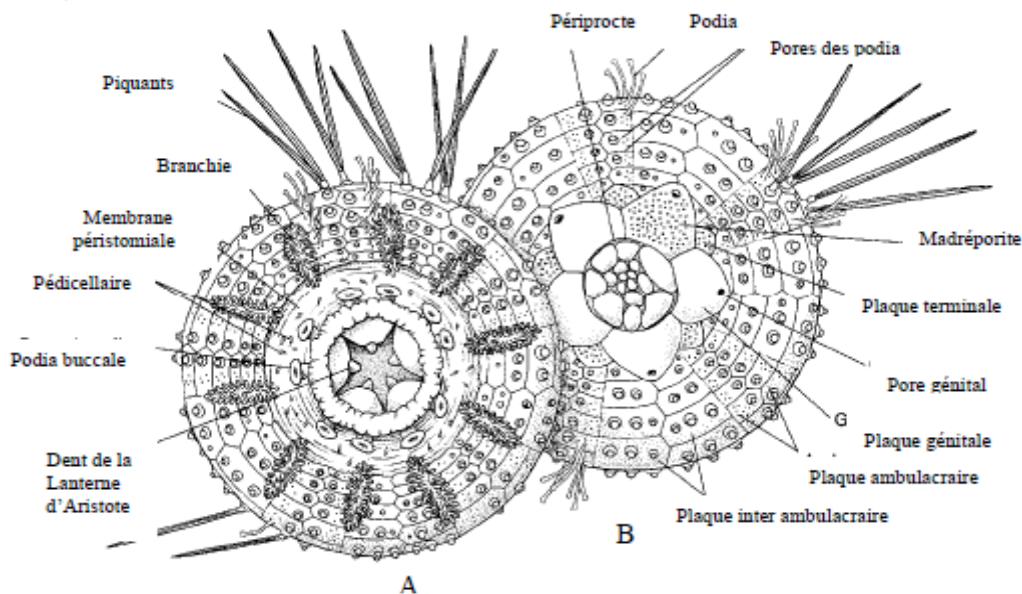 Périprocte
Podia
Pores des podia
Piquants
Branchie
Membrane
péristomiale
Pédicellaire
Podia buccale
Dent de la
Lanterne
d’Aristote
Madréporite
Plaque terminale
Pore génital
G
Plaque génitale
Plaque ambulacraire
Plaque inter ambulacraire
B
A